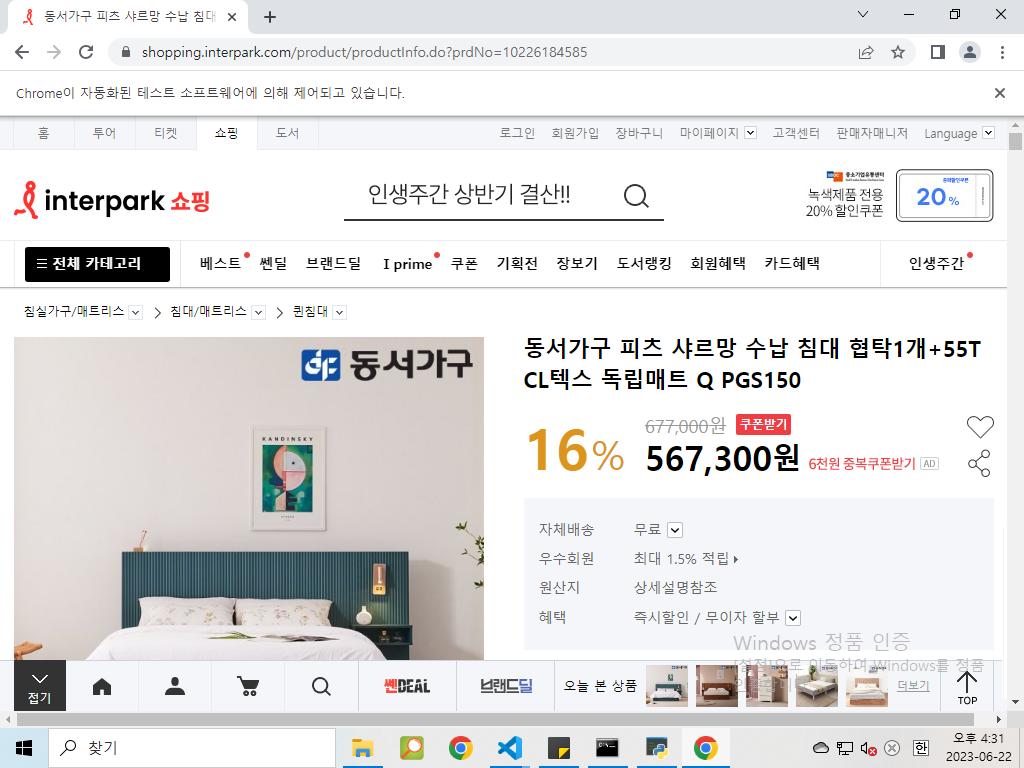 동서가구 피츠 샤르망 수납 침대
shopping.interpark.com/product/productInfo.do?prdNo=10226184585
Chrome이 자동화된 테스트 소프트웨어에 의해 제어되고 있습니다.
홈 투어 티켓 쇼핑 도서 로그인 회원가입 장바구니 마이페이지 고객센터 판매자매니저 Language
interpark 쇼핑
인생주간 상반기 결산!!
중소기업유통센터
녹색제품 전용
20% 할인쿠폰
중복할인쿠폰
20%
전체 카테고리 베스트 쎈딜 브랜드딜 I prime 쿠폰 기획전 장보기 도서랭킹 회원혜택 카드혜택 인생주간
침실가구/매트리스 침대/매트리스 퀸침대
동서가구
KANDINSKY
동서가구 피츠 샤르망 수납 침대 협탁1개+55T
CL텍스 독립매트 Q PGS150
16%
677,000원 쿠폰받기
567,300원 6천원 중복쿠폰받기 AD
자체배송 무료
우수회원 최대 1.5% 적립
원산지 상세설명참조
혜택 즉시할인 / 무이자 할부
Windows 정품 인증
[설정]으로 이동하여 Windows를 정품
접기 쎈DEAL 브랜드딜 오늘 본 상품 더보기 TOP
찾기
한
오후 4:31
2023-06-22